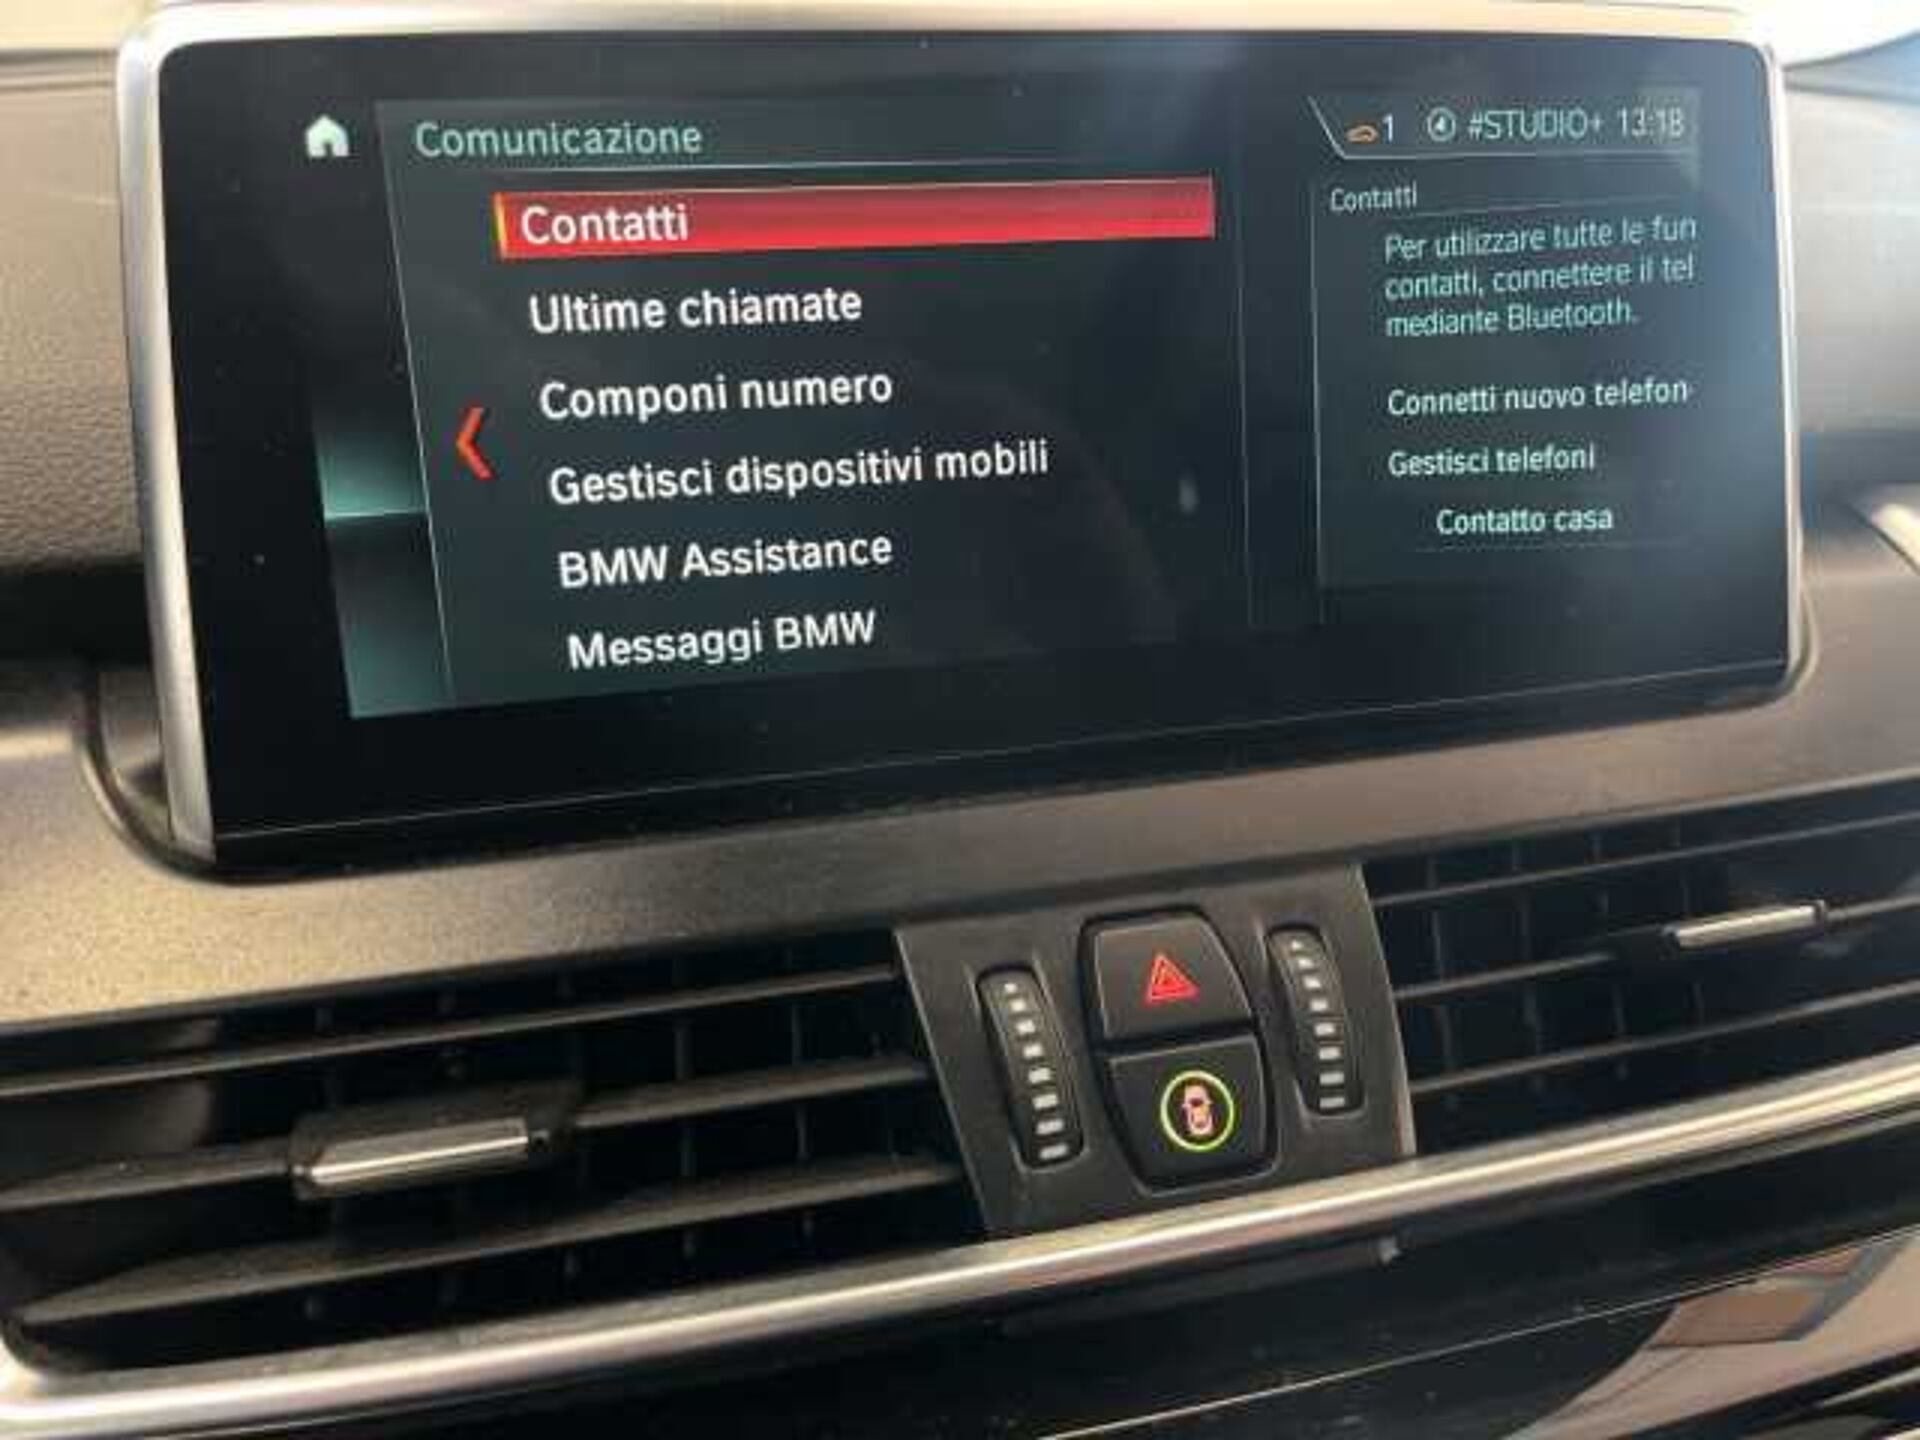 Comunicazione
1 #STUDIO+ 13:18
Contatti
Ultime chiamate
Componi numero
Gestisci dispositivi mobili
BMW Assistance
Messaggi BMW
Contatti
Per utilizzare tutte le fun
contatti, connettere il tel
mediante Bluetooth.
Connetti nuovo telefon
Gestisci telefoni
Contatto casa